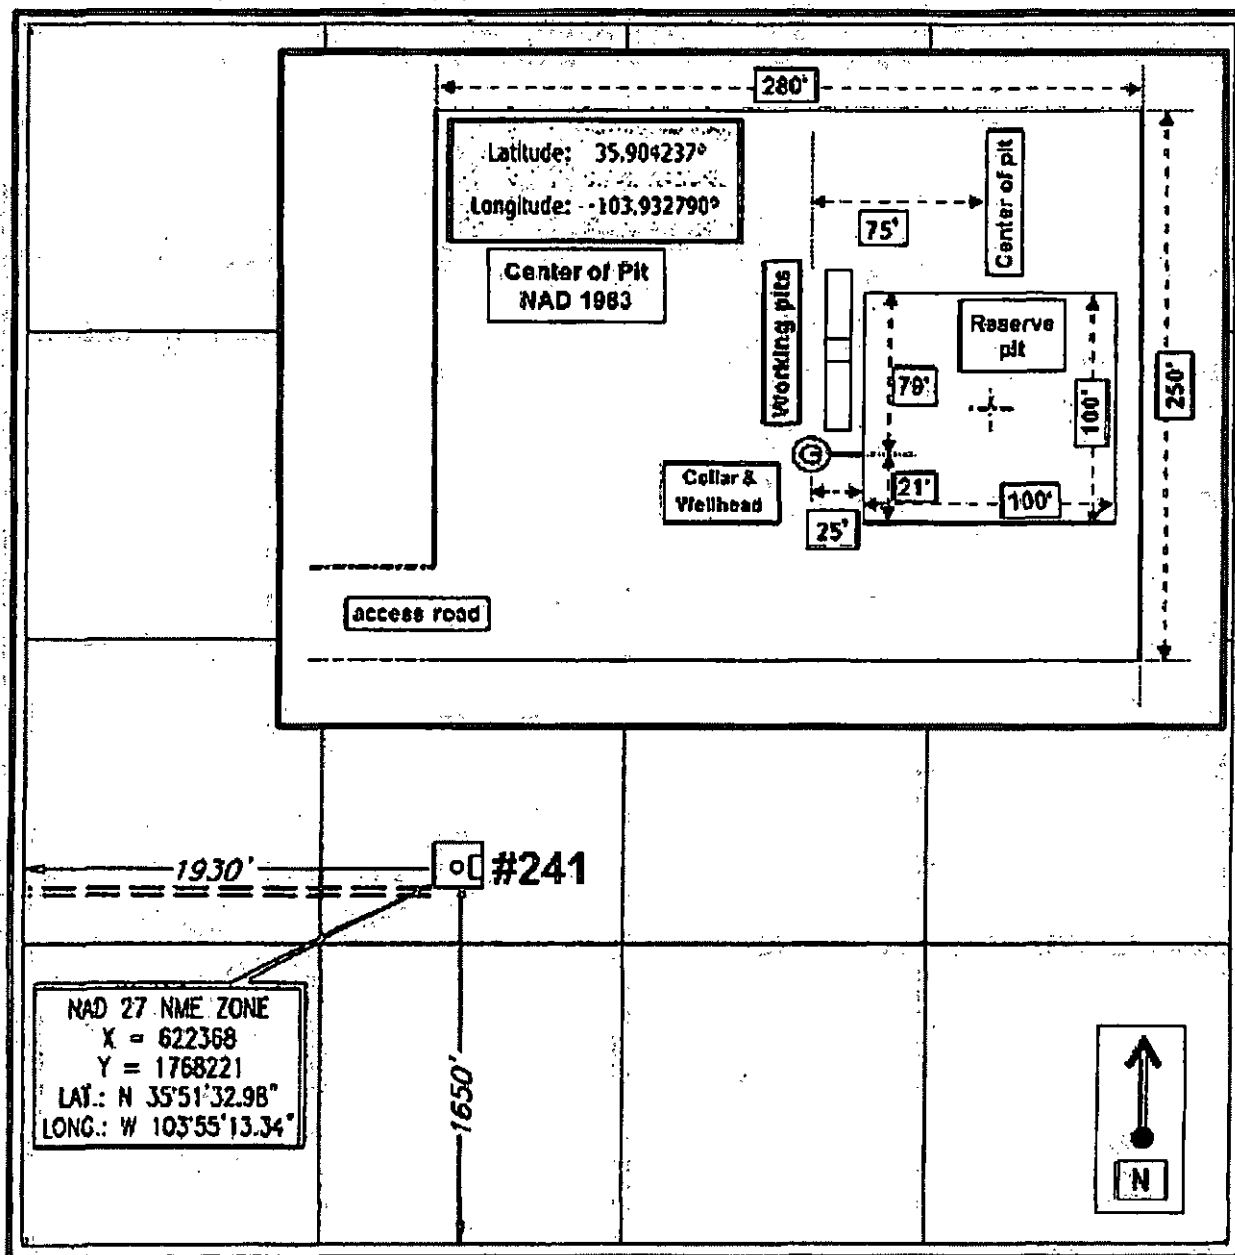 280'
Latitude: 35.904237°
Longitude: -103.932790°
Center of Pit
NAD 1983
75'
Center of pit
Working pits
Reserve
pit
79'
100'
250'
Collar &
Wellhead
21'
100'
25'
access road
1930'
#241
NAD 27 NME ZONE
X = 622368
Y = 1768221
LAT.: N 35°51'32.98"
LONG.: W 103°55'13.34"
1650'
N